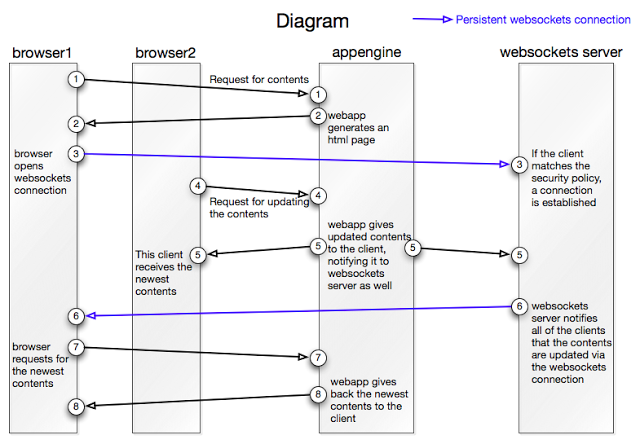 Diagram
Persistent websockets connection
browser1
browser2
appengine
websockets server
1
Request for contents
1
2
2
webapp
generates an
html page
3
browser
opens
websockets
connection
3
If the client
matches the
security policy,
a connection
is established
4
Request for updating
the contents
4
webapp gives
updated contents
to the client,
notifying it to
websockets
server as well
5
5
5
5
This client
receives the
newest
contents
6
6
websockets
server notifies
all of the clients
that the contents
are updated via
the websockets
connection
7
browser
requests for
the newest
contents
7
8
webapp gives
back the newest
contents to the
client
8